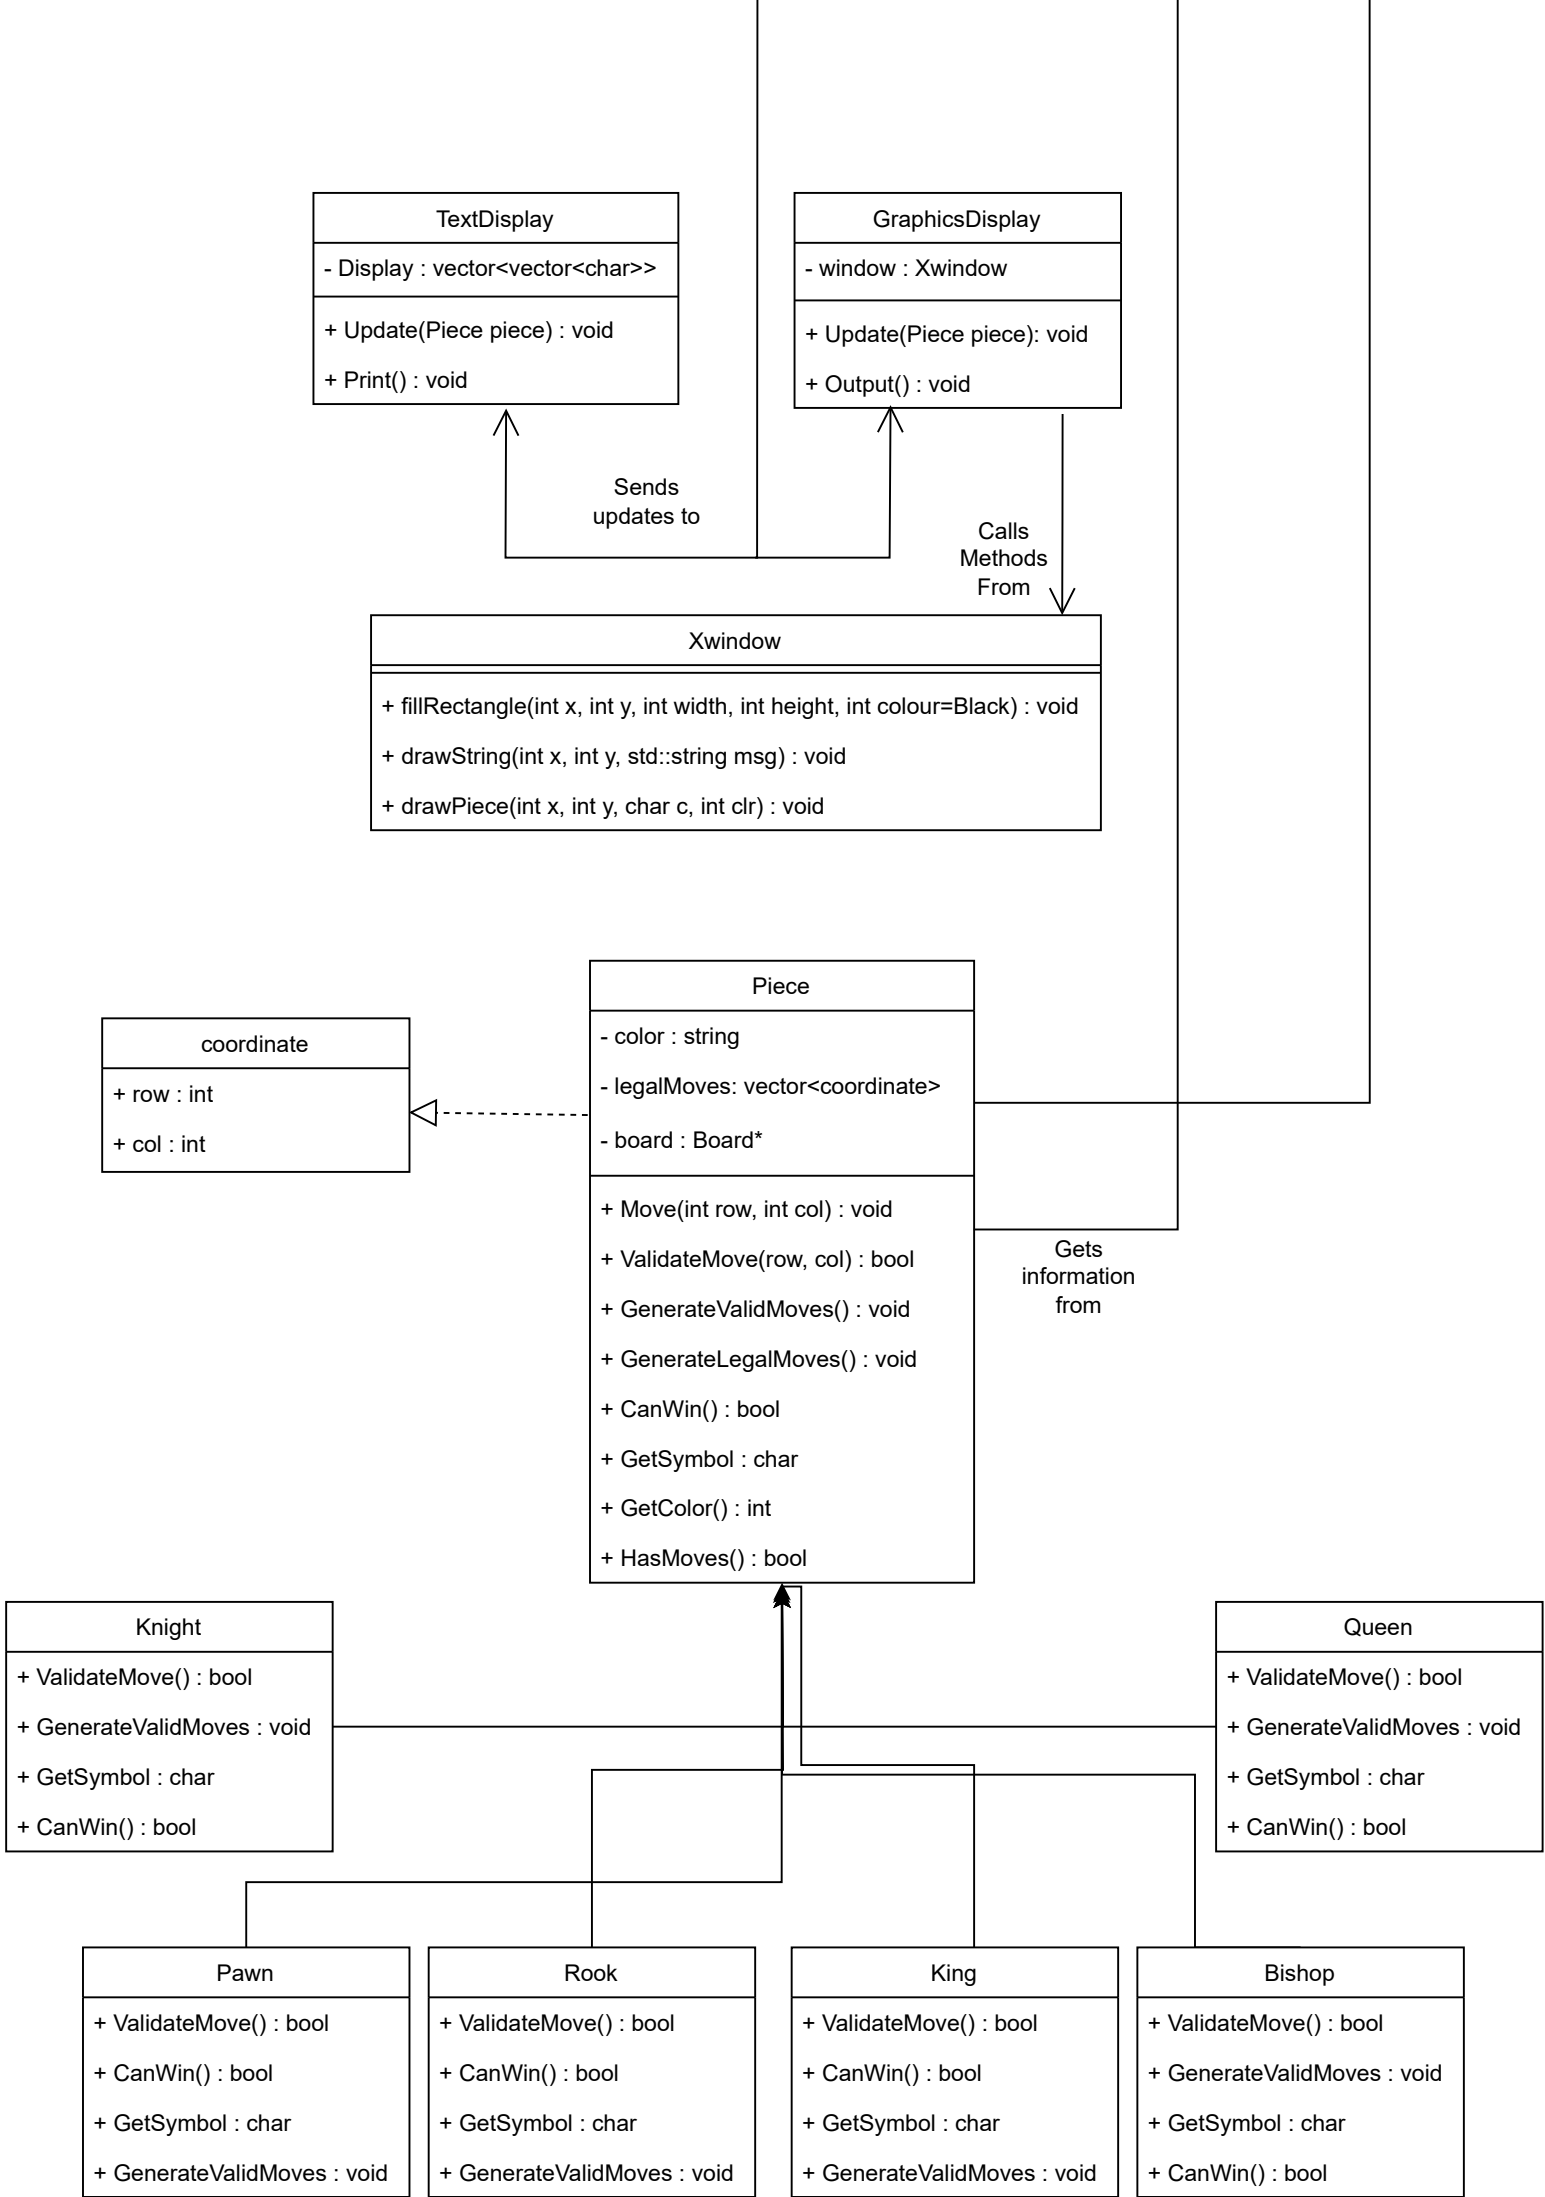 TextDisplay
- Display : vector<vector<char>>
+ Update(Piece piece) : void
+ Print() : void
GraphicsDisplay
- window : Xwindow
+ Update(Piece piece): void
+ Output() : void
Sends
updates to
Calls
Methods
From
Xwindow
+ fillRectangle(int x, int y, int width, int height, int colour=Black) : void
+ drawString(int x, int y, std::string msg) : void
+ drawPiece(int x, int y, char c, int clr) : void
coordinate
+ row : int
+ col : int
Piece
- color : string
- legalMoves: vector<coordinate>
- board : Board*
+ Move(int row, int col) : void
+ ValidateMove(row, col) : bool
+ GenerateValidMoves() : void
+ GenerateLegalMoves() : void
+ CanWin() : bool
+ GetSymbol : char
+ GetColor() : int
+ HasMoves() : bool
Gets
information
from
Knight
+ ValidateMove() : bool
+ GenerateValidMoves : void
+ GetSymbol : char
+ CanWin() : bool
Queen
+ ValidateMove() : bool
+ GenerateValidMoves : void
+ GetSymbol : char
+ CanWin() : bool
Pawn
+ ValidateMove() : bool
+ CanWin() : bool
+ GetSymbol : char
+ GenerateValidMoves : void
Rook
+ ValidateMove() : bool
+ CanWin() : bool
+ GetSymbol : char
+ GenerateValidMoves : void
King
+ ValidateMove() : bool
+ CanWin() : bool
+ GetSymbol : char
+ GenerateValidMoves : void
Bishop
+ ValidateMove() : bool
+ GenerateValidMoves : void
+ GetSymbol : char
+ CanWin() : bool